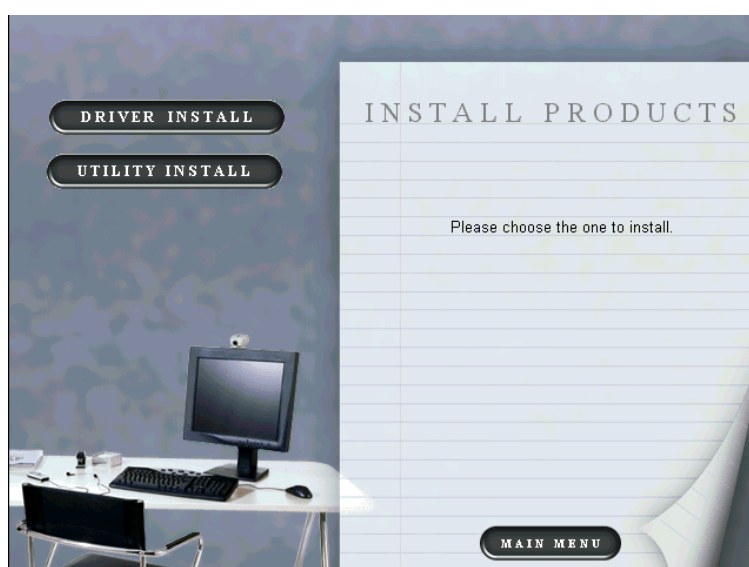 DRIVER INSTALL
UTILITY INSTALL
INSTALL PRODUCTS
Please choose the one to install.
MAIN MENU